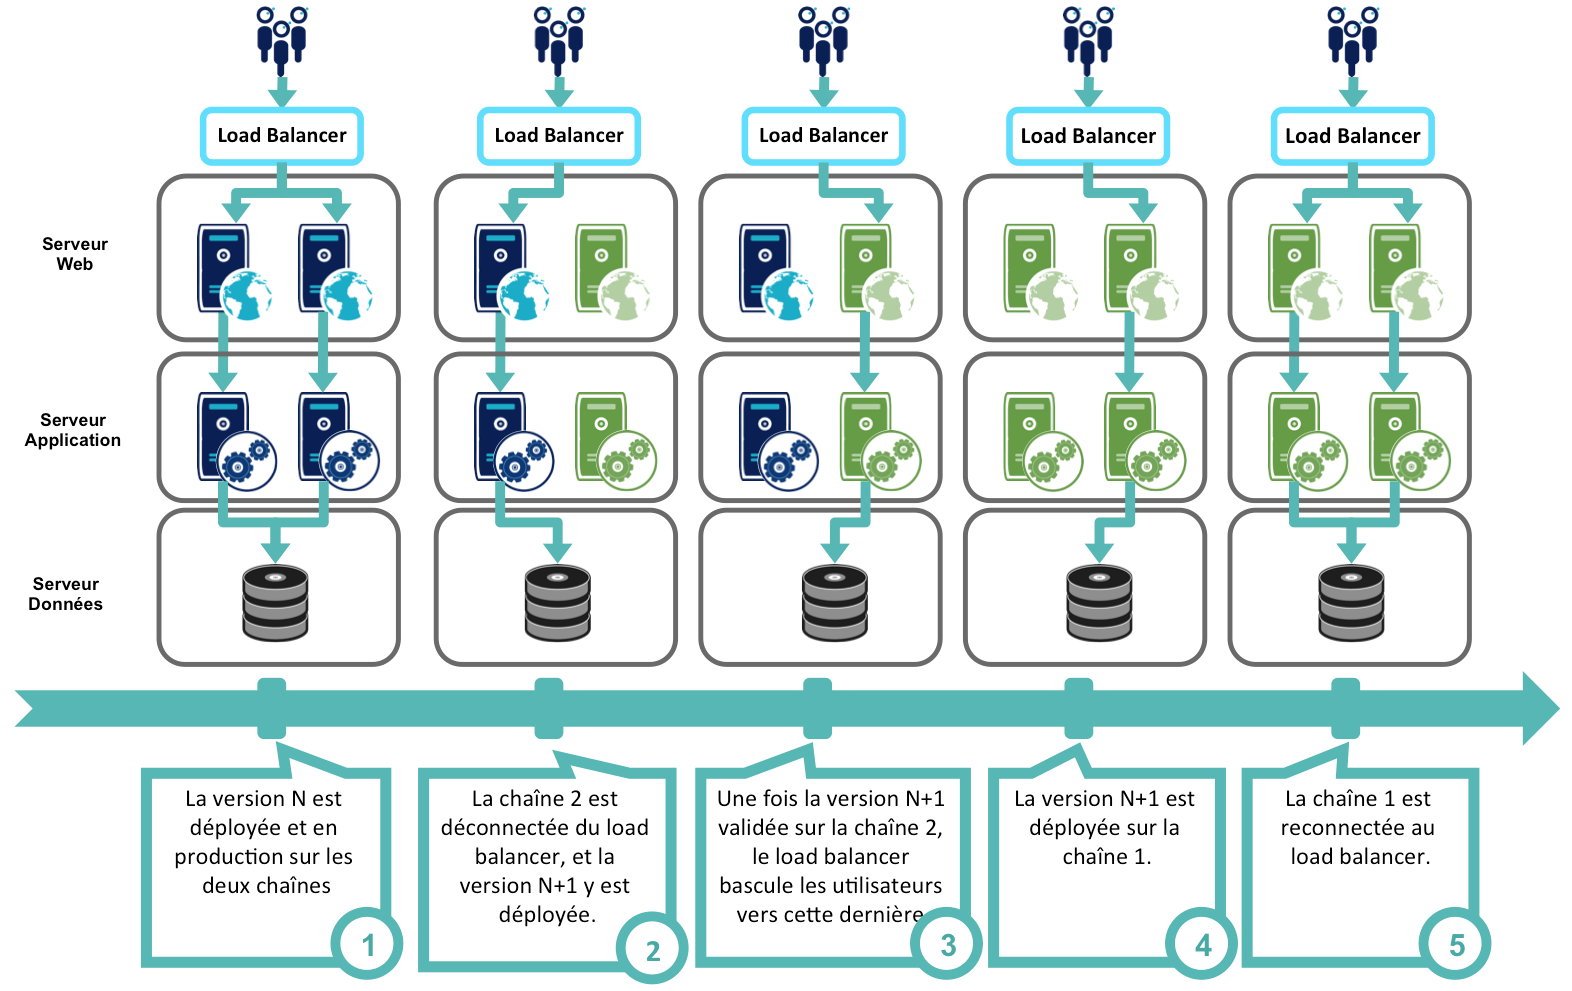 Load Balancer
Load Balancer
Load Balancer
Load Balancer
Load Balancer
Serveur
Web
Serveur
Application
Serveur
Données
La version N est
déployée et en
production sur les
deux chaînes
1
La chaîne 2 est
déconnectée du load
balancer, et la
version N+1 y est
déployée.
2
Une fois la version N+1
validée sur la chaîne 2,
le load balancer
bascule les utilisateurs
vers cette dernière.
3
La version N+1 est
déployée sur la
chaîne 1.
4
La chaîne 1 est
reconnectée au
load balancer.
5